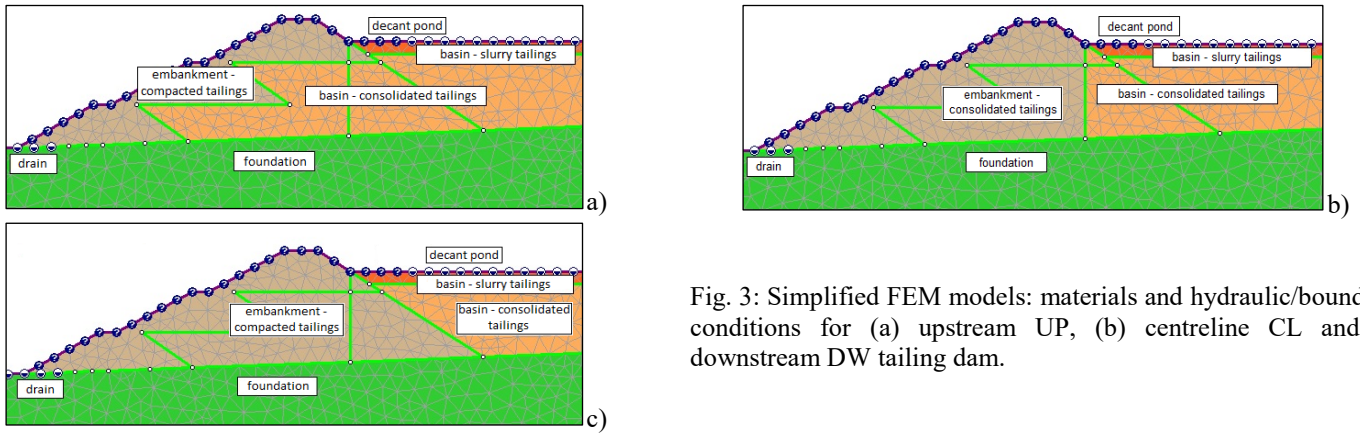 decant pond
basin - slurry tailings
embankment -
compacted tailings
basin - consolidated tailings
drain
foundation
a)
decant pond
basin - slurry tailings
embankment -
consolidated tailings
basin - consolidated tailings
drain
foundation
b)
decant pond
basin - slurry tailings
embankment -
compacted tailings
basin - consolidated
tailings
drain
foundation
c)
Fig. 3: Simplified FEM models: materials and hydraulic/bound
conditions for (a) upstream UP, (b) centreline CL and
downstream DW tailing dam.